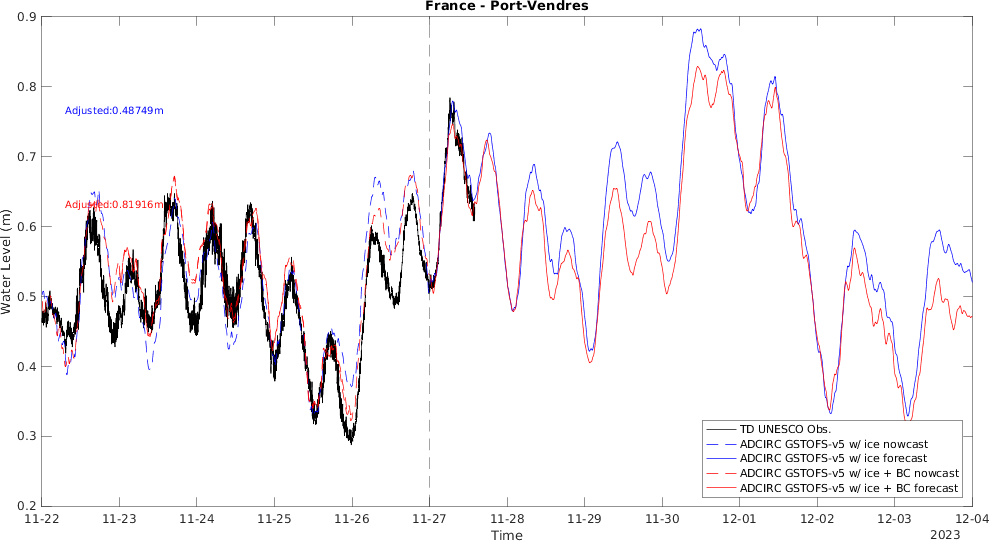 France - Port-Vendres
0.9
0.8
0.7
0.6
0.5
0.4
0.3
0.2
Water Level (m)
Adjusted:0.48749m
Adjusted:0.81916m
TD UNESCO Obs.
ADCIRC GSTOFS-v5 w/ ice nowcast
ADCIRC GSTOFS-v5 w/ ice forecast
ADCIRC GSTOFS-v5 w/ ice + BC nowcast
ADCIRC GSTOFS-v5 w/ ice + BC forecast
11-22 11-23 11-24 11-25 11-26 11-27 11-28 11-29 11-30 12-01 12-02 12-03 12-04
Time
2023